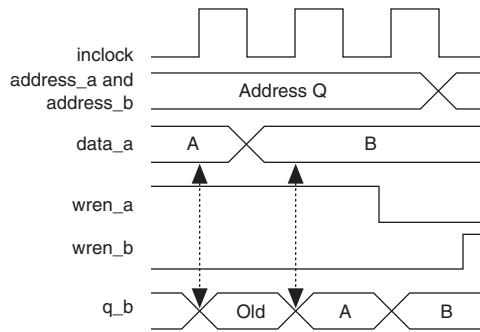 inclock
address_a and
address_b
Address Q
data_a
A
B
wren_a
wren_b
q_b
Old
A
B